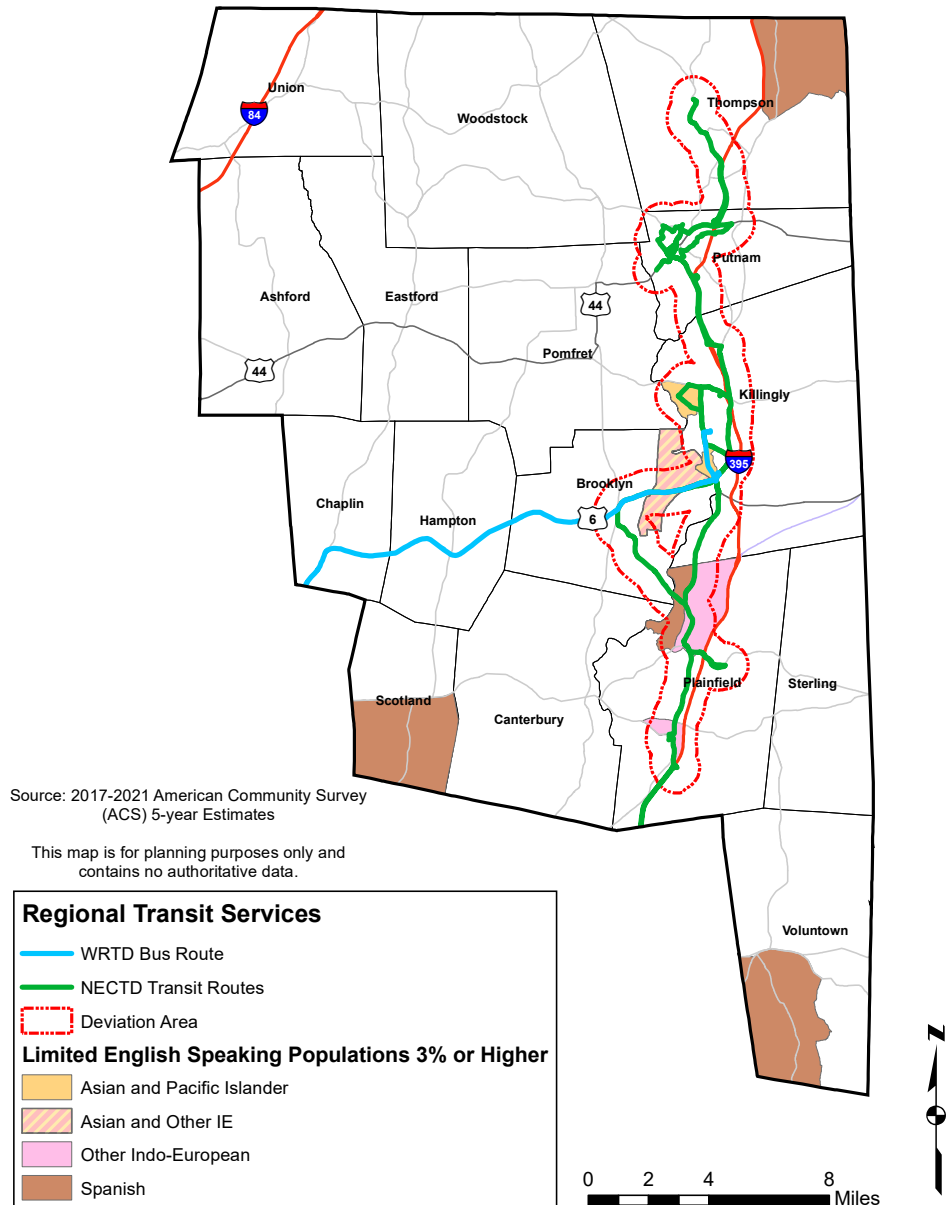 Union
84
Thompson
Woodstock
Putnam
Ashford
Eastford
44
Pomfret
44
Killingly
395
Brooklyn
Chaplin
6
Hampton
Plainfield
Sterling
Scotland
Canterbury
Source: 2017-2021 American Community Survey
(ACS) 5-year Estimates
This map is for planning purposes only and
contains no authoritative data.
Voluntown
Regional Transit Services
WRTD Bus Route
NECTD Transit Routes
Deviation Area
Limited English Speaking Populations 3% or Higher
Asian and Pacific Islander
Asian and Other IE
Other Indo-European
Spanish
N
0 2 4 8
Miles